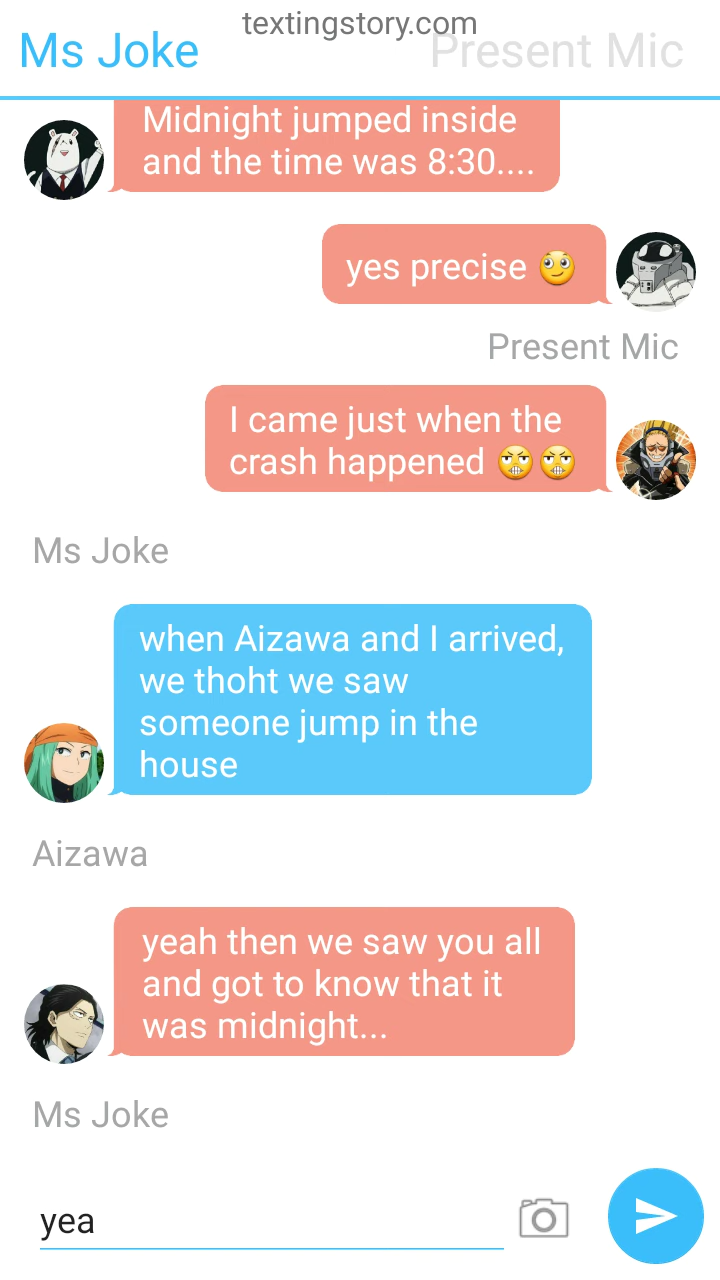 textingstory.com
Ms Joke
Present Mic
Midnight jumped inside
and the time was 8:30....
yes precise 🙄
Present Mic
I came just when the
crash happened 😬😬
Ms Joke
when Aizawa and I arrived,
we thoht we saw
someone jump in the
house
Aizawa
yeah then we saw you all
and got to know that it
was midnight...
Ms Joke
yea